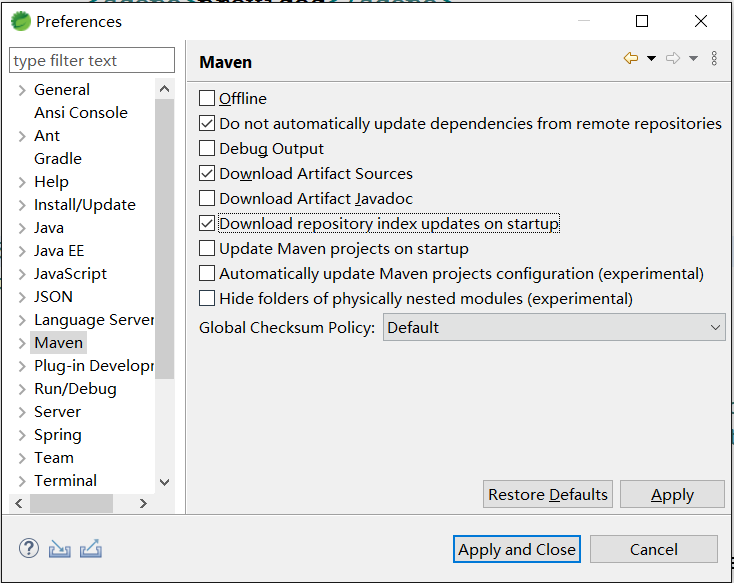 Preferences
type filter text
General
Ansi Console
Ant
Gradle
Help
Install/Update
Java
Java EE
JavaScript
JSON
Language Server
Maven
Plug-in Develop
Run/Debug
Server
Spring
Team
Terminal
Maven
Offline
Do not automatically update dependencies from remote repositories
Debug Output
Download Artifact Sources
Download Artifact Javadoc
Download repository index updates on startup
Update Maven projects on startup
Automatically update Maven projects configuration (experimental)
Hide folders of physically nested modules (experimental)
Global Checksum Policy: Default
Restore Defaults
Apply
Apply and Close
Cancel